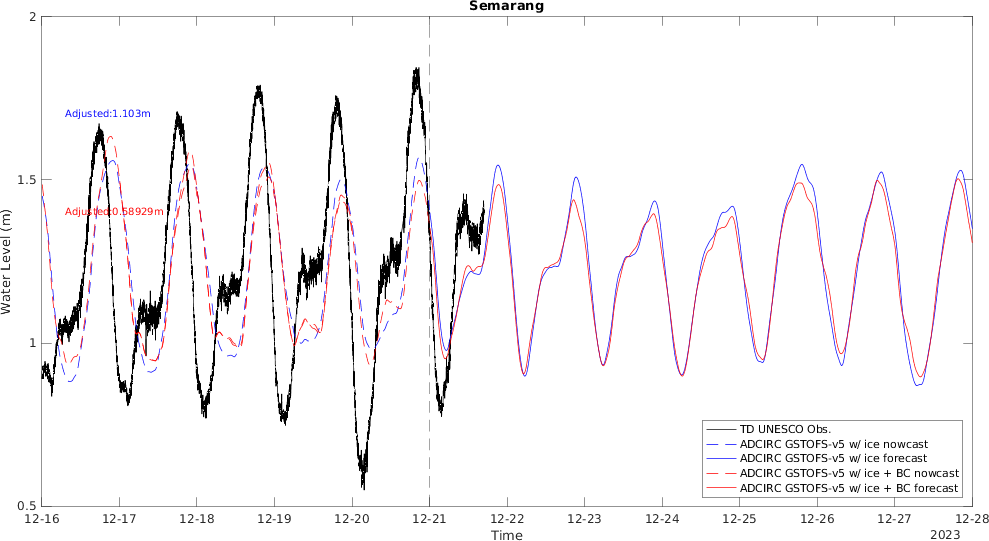 Semarang
2
1.5
1
0.5
Water Level (m)
Adjusted:1.103m
Adjusted:0.58929m
TD UNESCO Obs.
ADCIRC GSTOFS-v5 w/ ice nowcast
ADCIRC GSTOFS-v5 w/ ice forecast
ADCIRC GSTOFS-v5 w/ ice + BC nowcast
ADCIRC GSTOFS-v5 w/ ice + BC forecast
12-16 12-17 12-18 12-19 12-20 12-21 12-22 12-23 12-24 12-25 12-26 12-27 12-28
Time
2023